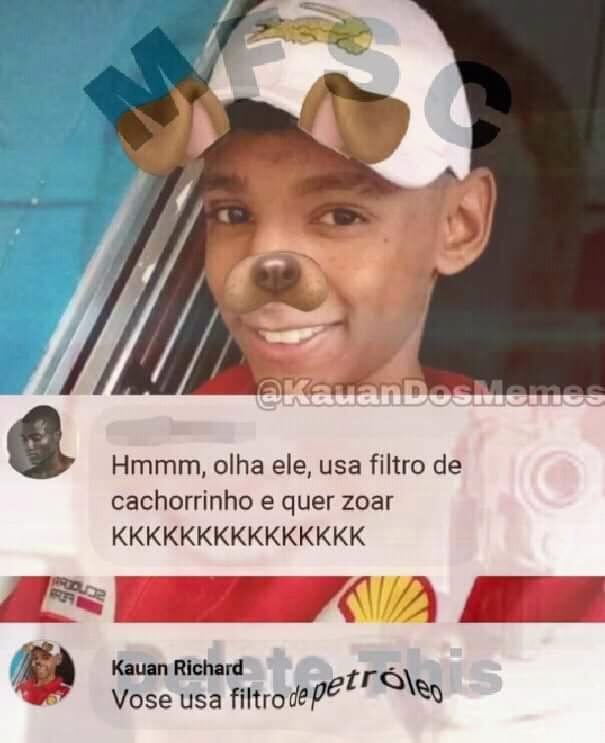 MFSC
@KauanDosMemes
Hmmm, olha ele, usa filtro de
cachorrinho e quer zoar
KKKKKKKKKKKKKKK
Kauan Richard
Delete This
Vose usa filtro de petróleo